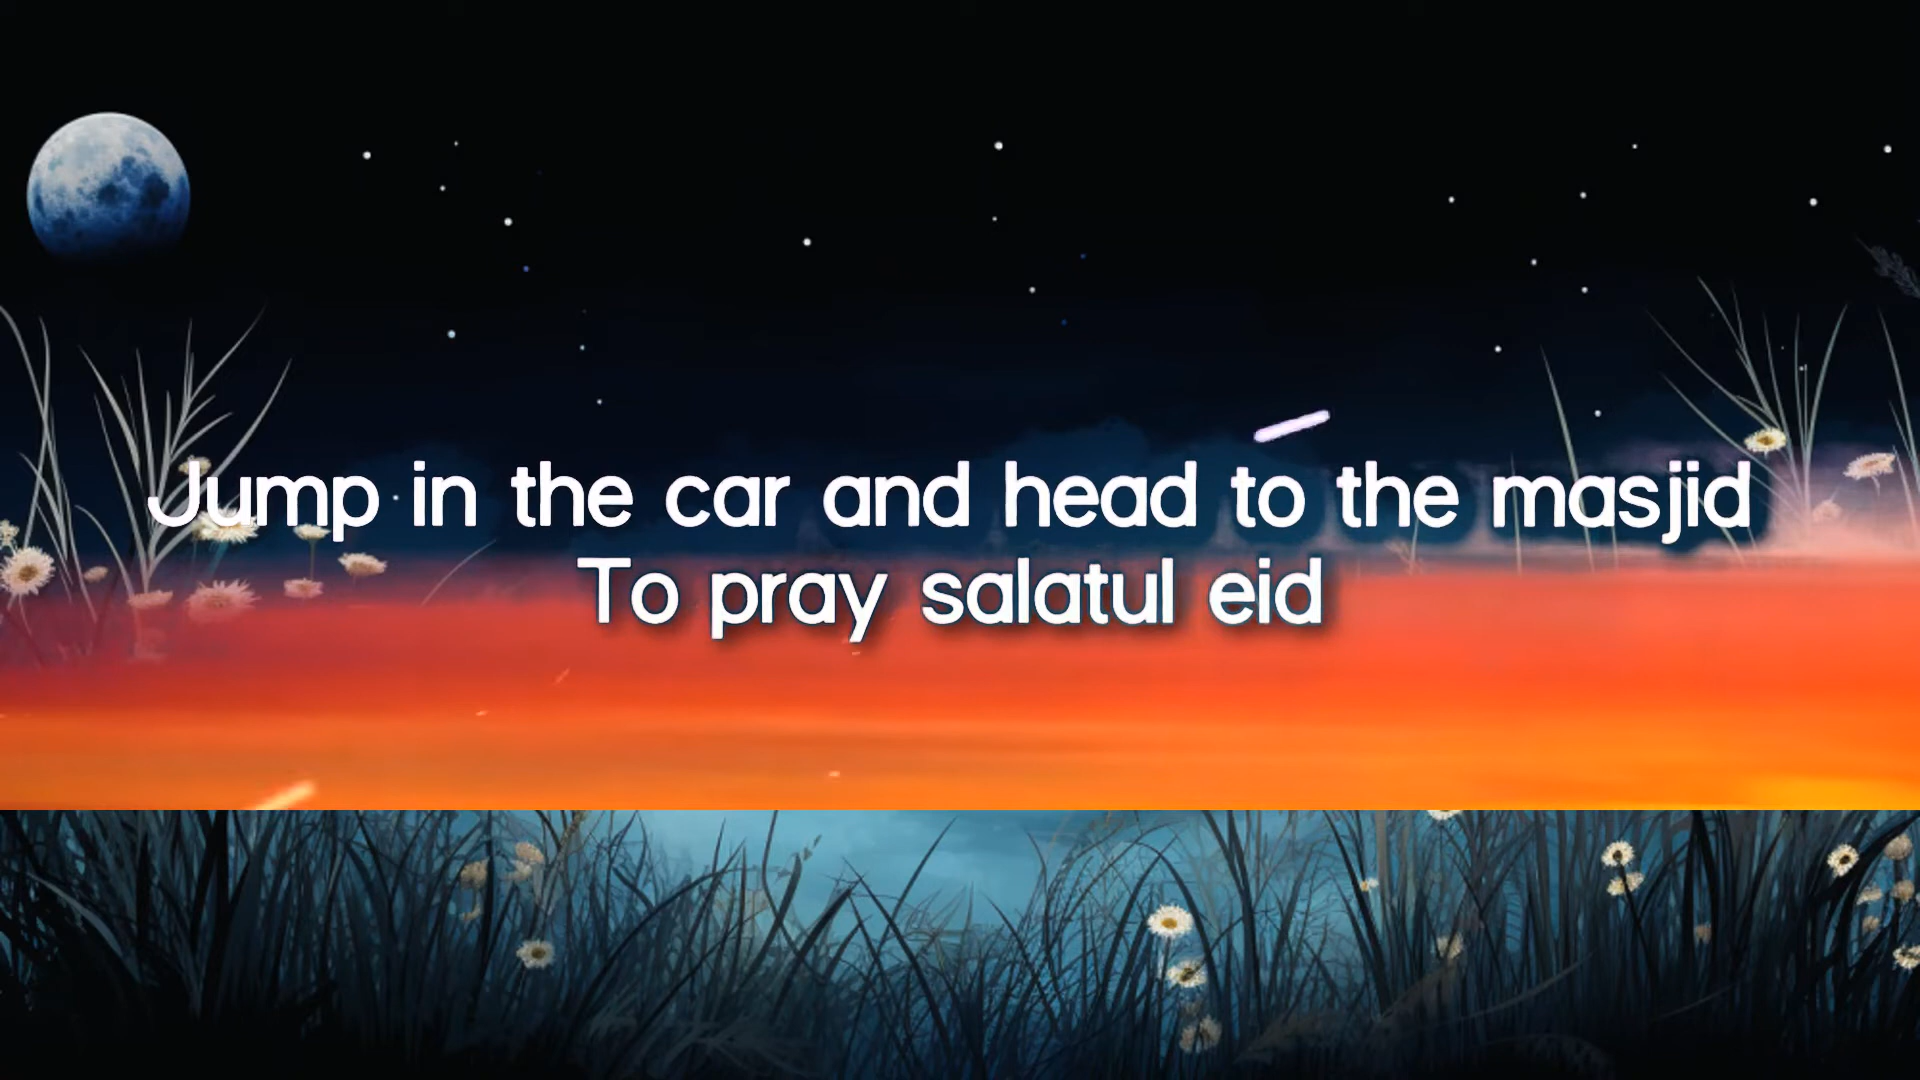 Jump in the car and head to the masjid
To pray salatul eid